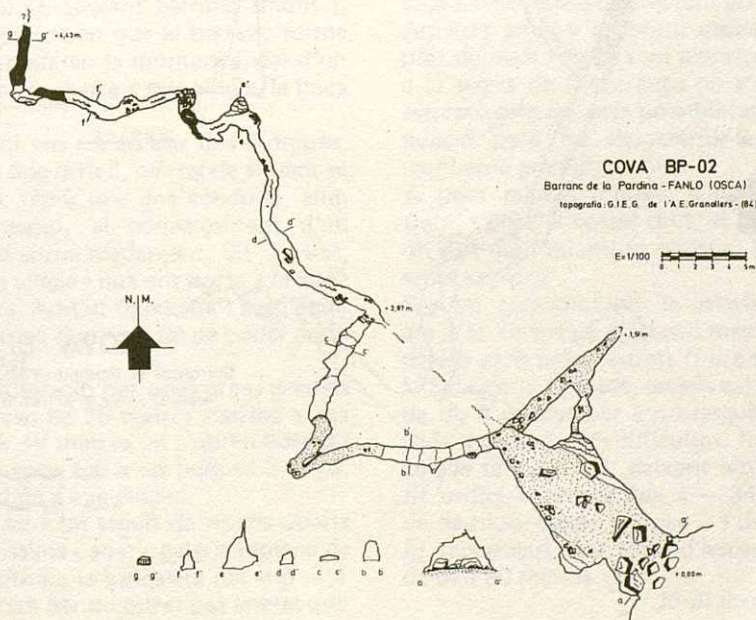 ?
g g' +4,43m.
e'
f'
f
e
d d'
+2,87m.
COVA BP-02
Barranc de la Pardina - FANLO (OSCA)
topografia: G.I.E.G. de l'A.E.Granollers - (84)
E=1/100
0 1 2 3 4 5m
N. M.
c c'
? +1,91m.
b'
b
a'
±0,00m.
a
g g' f f' e e' d d' c c' b b' a a'